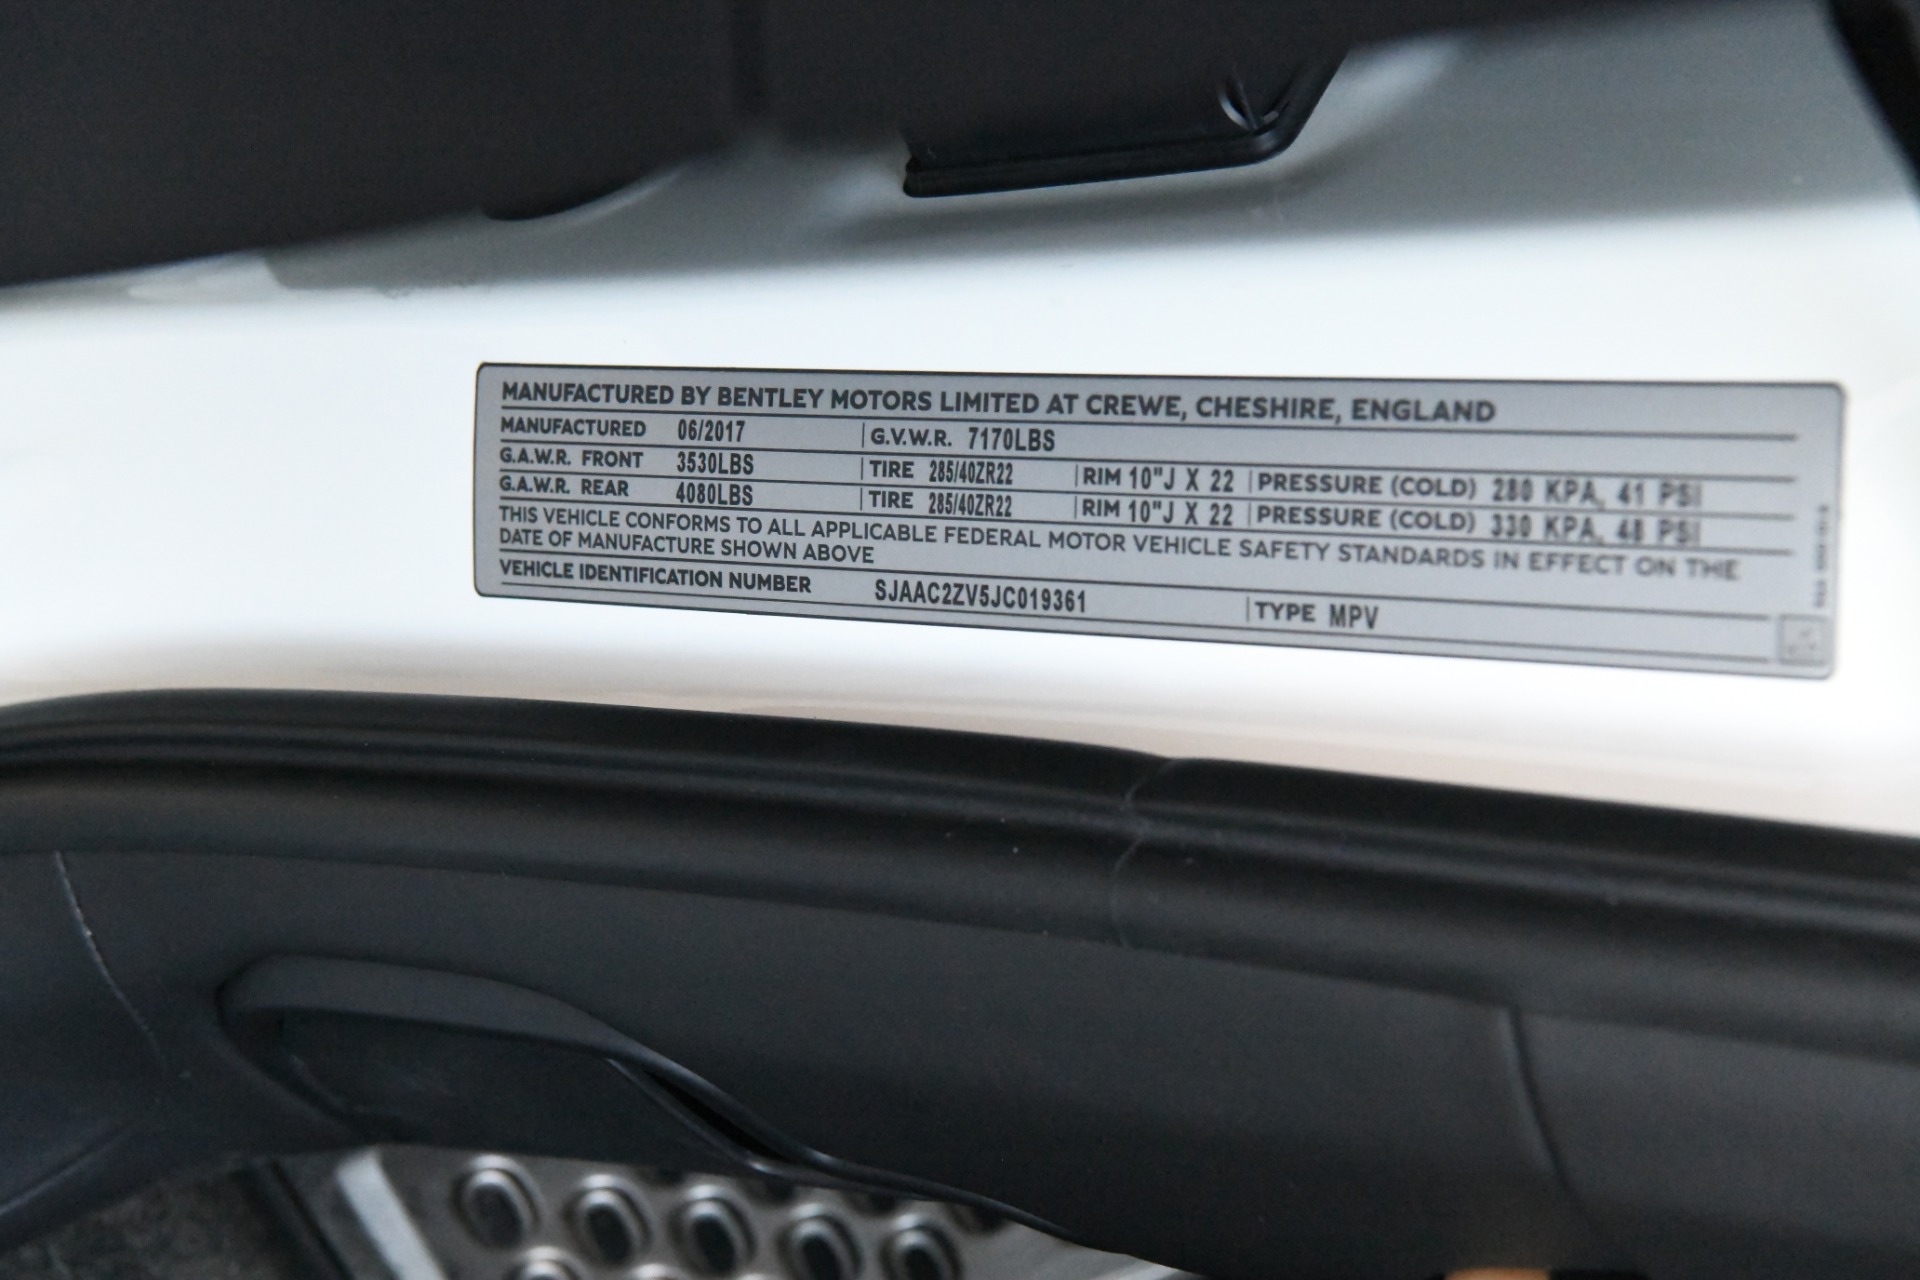 MANUFACTURED BY BENTLEY MOTORS LIMITED AT CREWE, CHESHIRE, ENGLAND
MANUFACTURED 06/2017 G.V.W.R. 7170LBS
G.A.W.R. FRONT 3530LBS TIRE 285/40ZR22 RIM 10"J X 22 PRESSURE (COLD) 280 KPA, 41 PSI
G.A.W.R. REAR 4080LBS TIRE 285/40ZR22 RIM 10"J X 22 PRESSURE (COLD) 330 KPA, 48 PSI
THIS VEHICLE CONFORMS TO ALL APPLICABLE FEDERAL MOTOR VEHICLE SAFETY STANDARDS IN EFFECT ON THE
DATE OF MANUFACTURE SHOWN ABOVE
VEHICLE IDENTIFICATION NUMBER SJAAC2ZV5JC019361 TYPE MPV